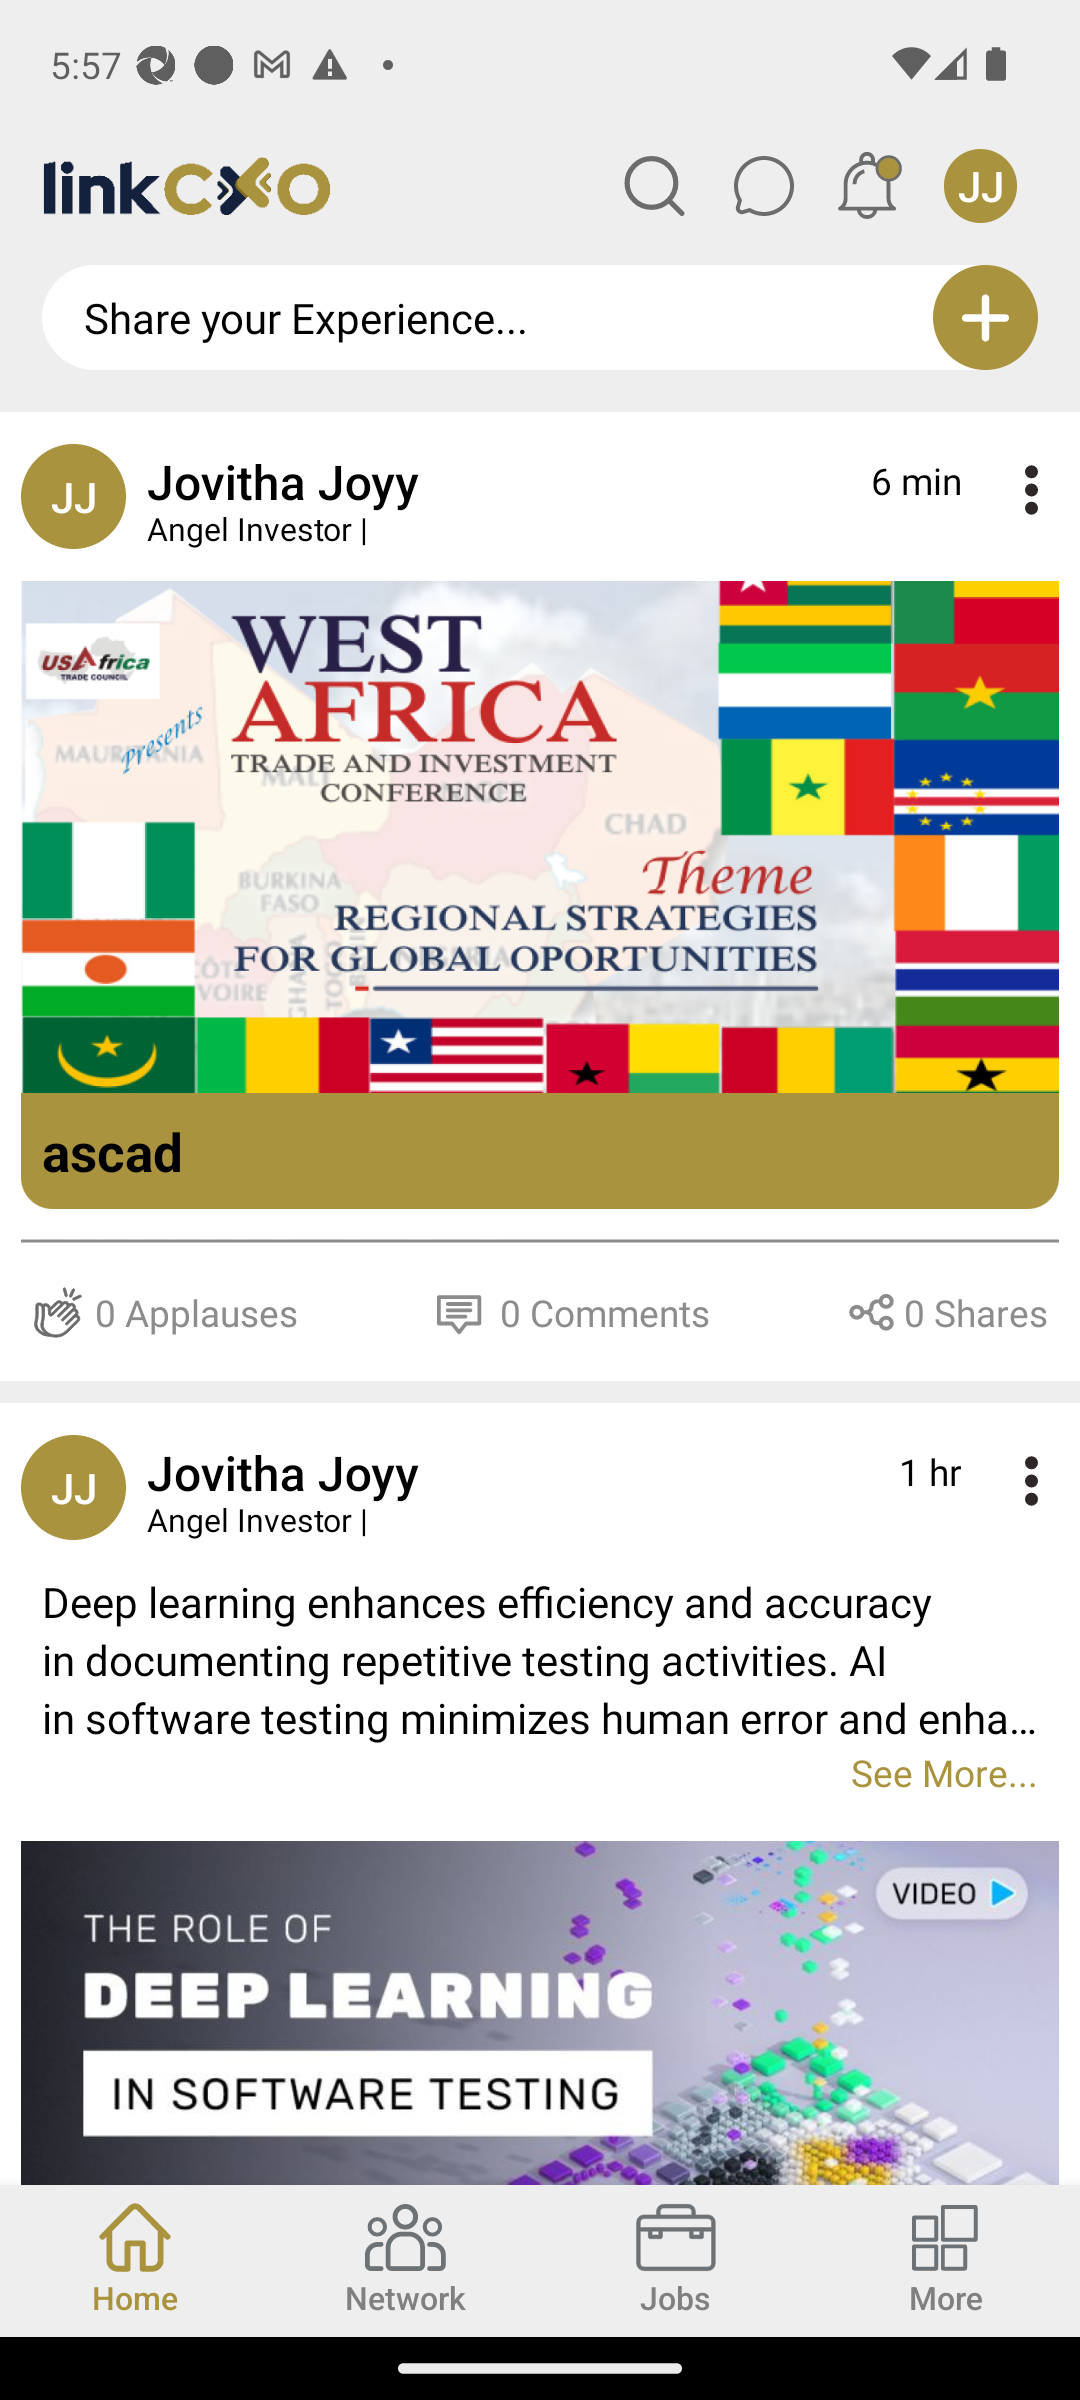 5:57
linkCXO
JJ
Share your Experience...
JJ
Jovitha Joyy
6 min
Angel Investor |
USAfrica
TRADE COUNCIL
Presents
WEST
AFRICA
TRADE AND INVESTMENT
CONFERENCE
MAURITANIA
MALI
CHAD
BURKINA
FASO
Theme
REGIONAL STRATEGIES
FOR GLOBAL OPORTUNITIES
NIGERIA
CÔTE
VOIRE
GHANA
TOGO
ascad
0 Applauses
0 Comments
0 Shares
JJ
Jovitha Joyy
1 hr
Angel Investor |
Deep learning enhances efficiency and accuracy
in documenting repetitive testing activities. AI
in software testing minimizes human error and enha...
See More...
VIDEO
THE ROLE OF
DEEP LEARNING
IN SOFTWARE TESTING
Home
Network
Jobs
More